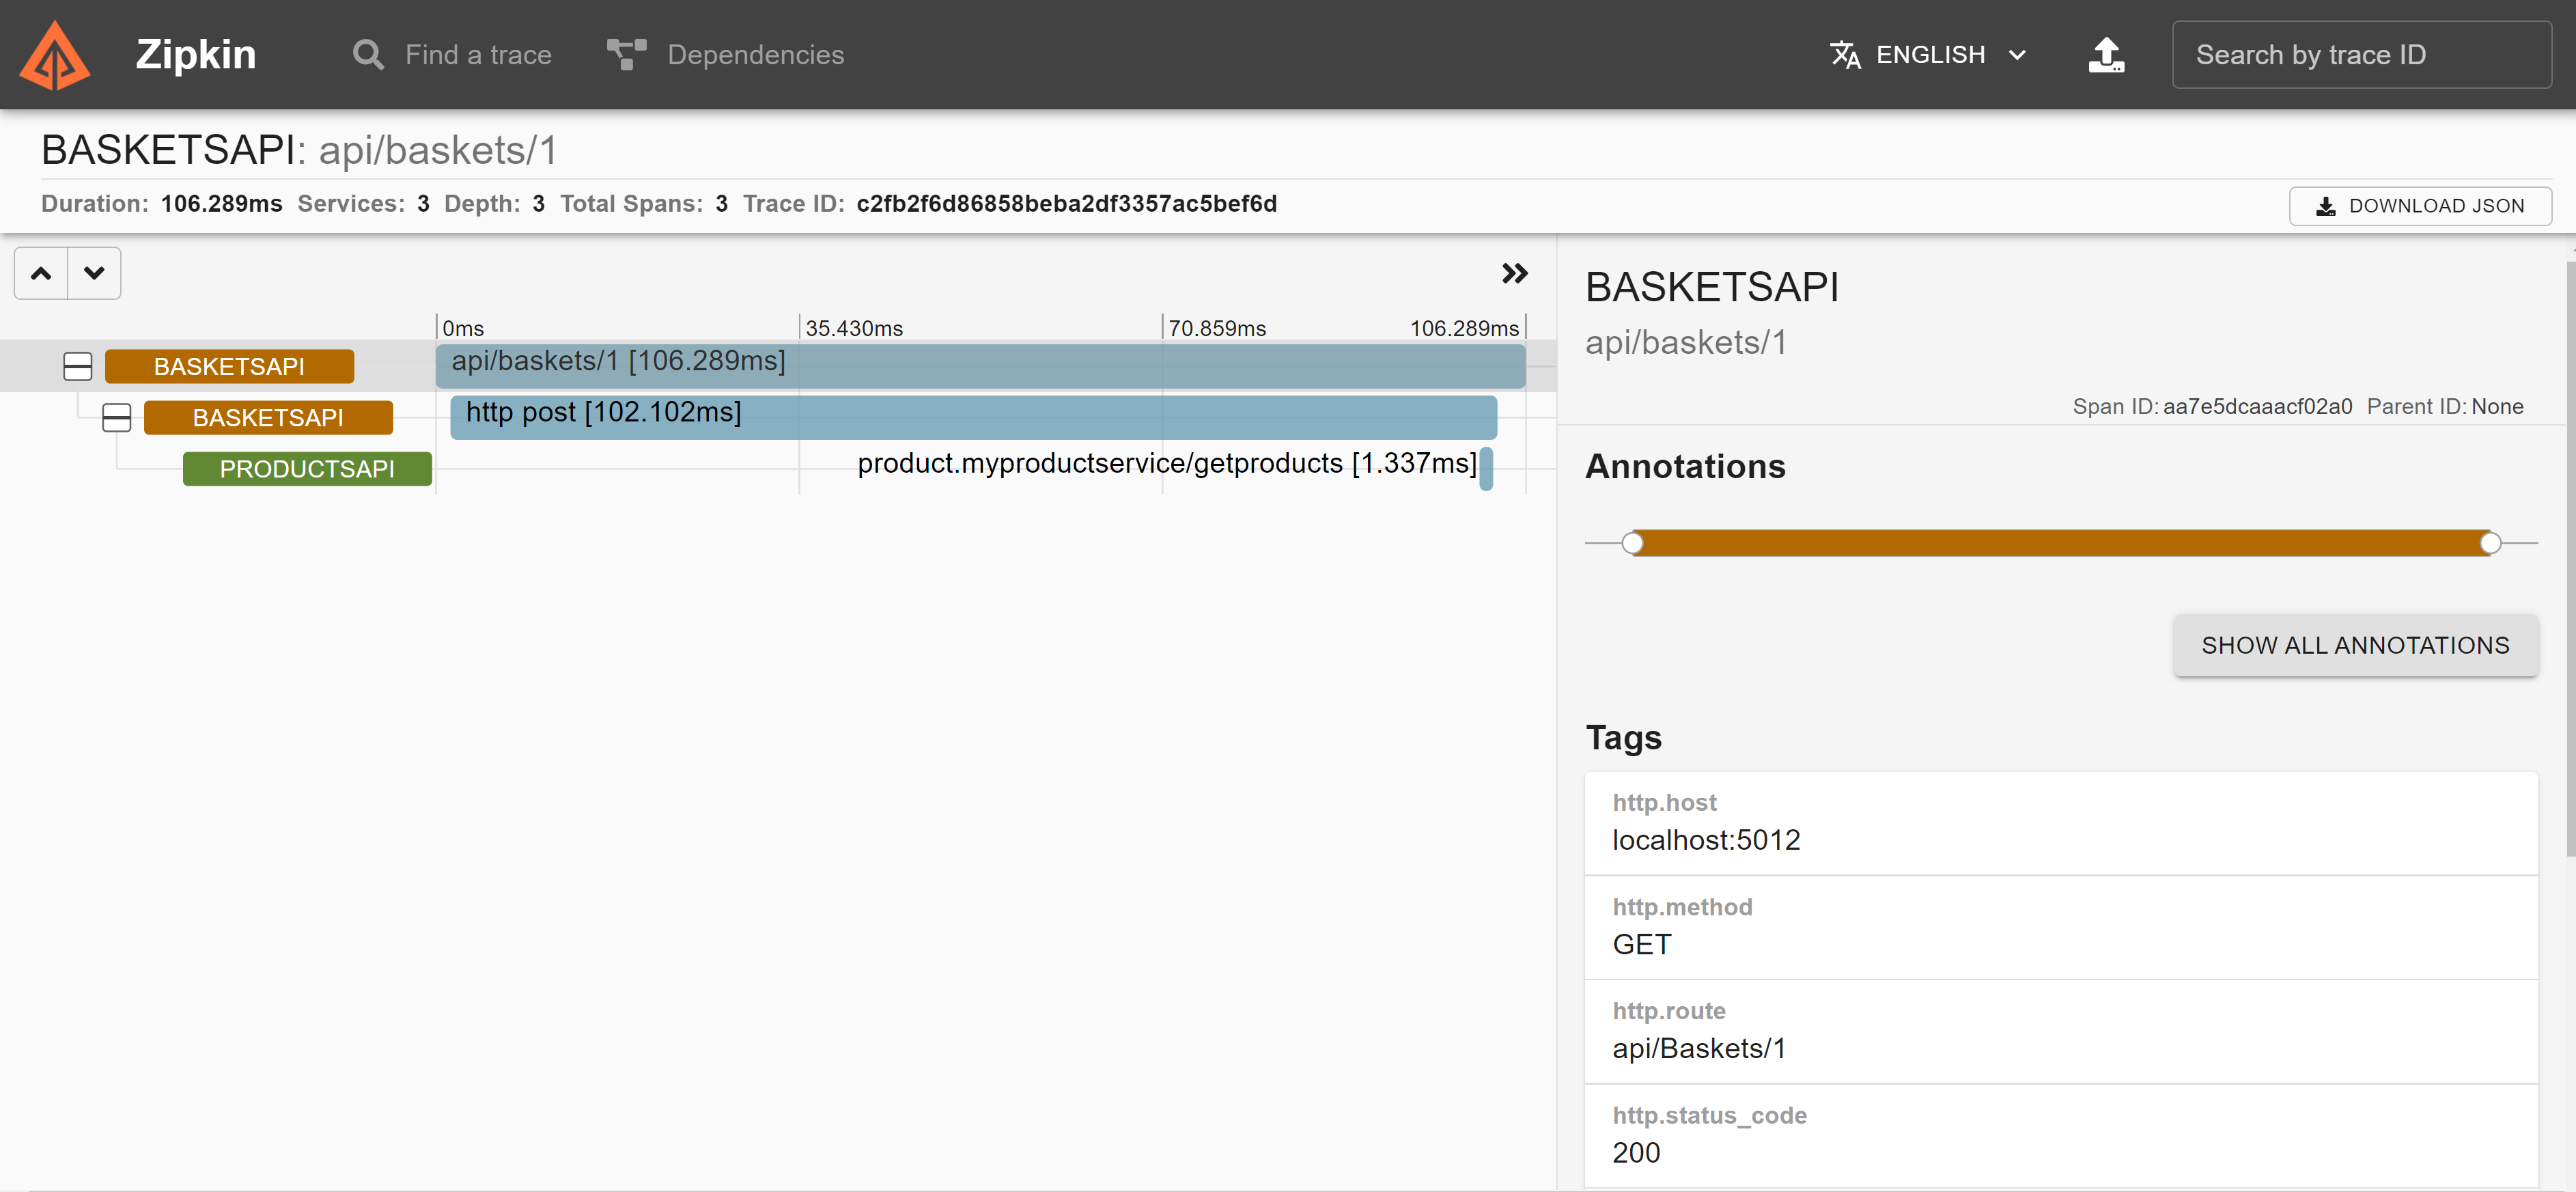 Zipkin
Find a trace
Dependencies
ENGLISH
Search by trace ID
BASKETSAPI: api/baskets/1
Duration: 106.289ms Services: 3 Depth: 3 Total Spans: 3 Trace ID: c2fb2f6d86858beba2df3357ac5bef6d
DOWNLOAD JSON
0ms 35.430ms 70.859ms 106.289ms
BASKETSAPI api/baskets/1 [106.289ms]
BASKETSAPI http post [102.102ms]
PRODUCTSAPI product.myproductservice/getproducts [1.337ms]
BASKETSAPI
api/baskets/1
Span ID: aa7e5dcaaacf02a0 Parent ID: None
Annotations
SHOW ALL ANNOTATIONS
Tags
http.host
localhost:5012
http.method
GET
http.route
api/Baskets/1
http.status_code
200